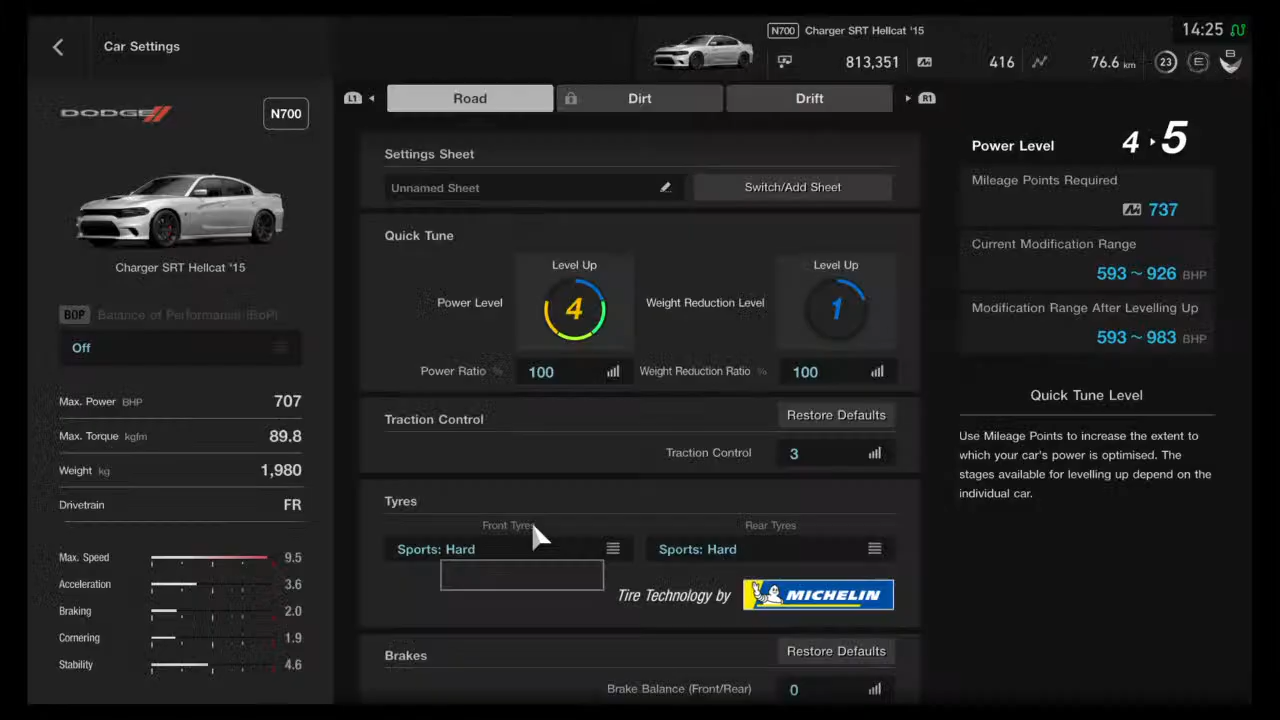 Car Settings
N700 Charger SRT Hellcat '15
813,351 416 76.6 km 23 E B
14:25
DODGE
N700
Charger SRT Hellcat '15
BOP Balance of Performance (BoP)
Off
Max. Power BHP 707
Max. Torque kgfm 89.8
Weight kg 1,980
Drivetrain FR
Max. Speed 9.5
Acceleration 3.6
Braking 2.0
Cornering 1.9
Stability 4.6
L1 Road Dirt Drift R1
Settings Sheet
Unnamed Sheet Switch/Add Sheet
Quick Tune
Level Up Level Up
Power Level 4 Weight Reduction Level 1
Power Ratio % 100 Weight Reduction Ratio % 100
Traction Control Restore Defaults
Traction Control 3
Tyres
Front Tyres Rear Tyres
Sports: Hard Sports: Hard
Tire Technology by MICHELIN
Brakes Restore Defaults
Brake Balance (Front/Rear) 0
Power Level 4 5
Mileage Points Required
737
Current Modification Range
593 ~ 926 BHP
Modification Range After Levelling Up
593 ~ 983 BHP
Quick Tune Level
Use Mileage Points to increase the extent to
which your car's power is optimised. The
stages available for levelling up depend on the
individual car.